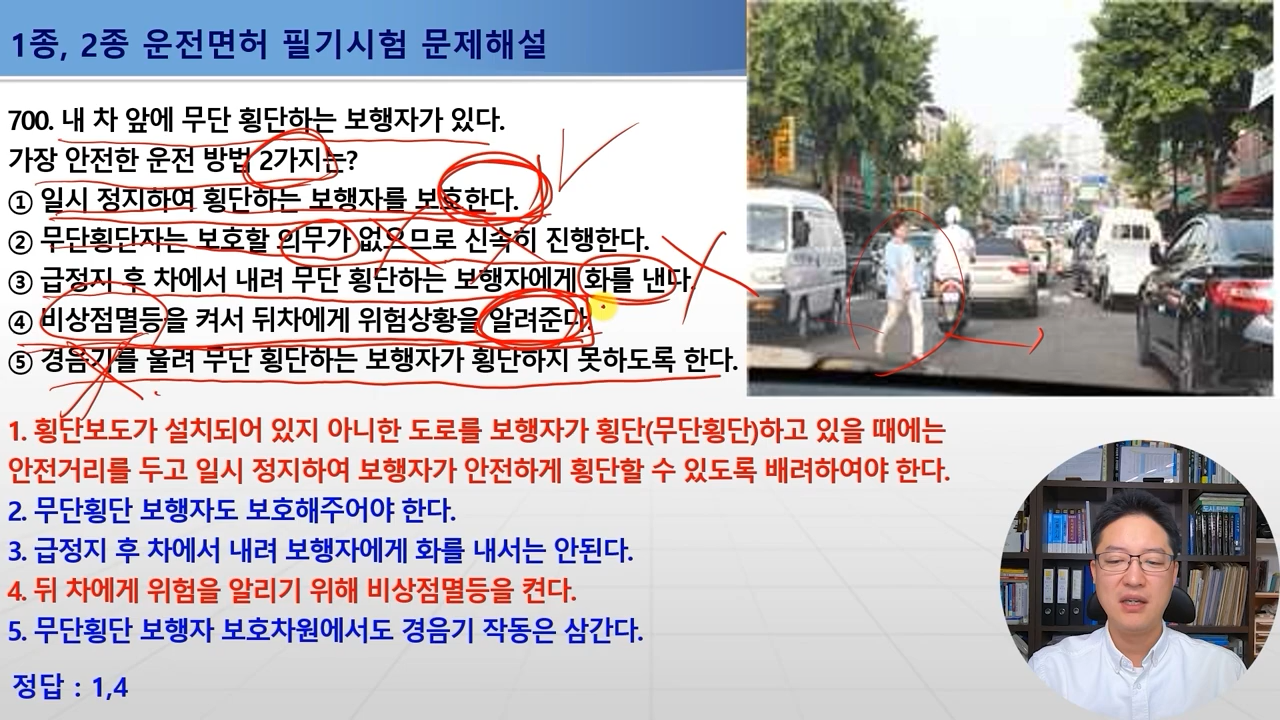 1종, 2종 운전면허 필기시험 문제해설
700. 내 차 앞에 무단 횡단하는 보행자가 있다.
가장 안전한 운전 방법 2가지는?
① 일시 정지하여 횡단하는 보행자를 보호한다.
② 무단횡단자는 보호할 의무가 없으므로 신속히 진행한다.
③ 급정지 후 차에서 내려 무단 횡단하는 보행자에게 화를 낸다.
④ 비상점멸등을 켜서 뒤차에게 위험상황을 알려준다.
⑤ 경음기를 울려 무단 횡단하는 보행자가 횡단하지 못하도록 한다.
1. 횡단보도가 설치되어 있지 아니한 도로를 보행자가 횡단(무단횡단)하고 있을 때에는
안전거리를 두고 일시 정지하여 보행자가 안전하게 횡단할 수 있도록 배려하여야 한다.
2. 무단횡단 보행자도 보호해주어야 한다.
3. 급정지 후 차에서 내려 보행자에게 화를 내서는 안된다.
4. 뒤 차에게 위험을 알리기 위해 비상점멸등을 켠다.
5. 무단횡단 보행자 보호차원에서도 경음기 작동은 삼간다.
정답 : 1,4